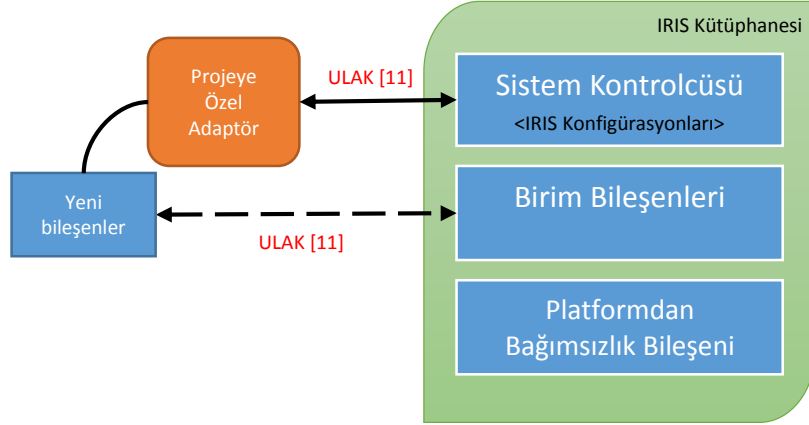 IRIS Kütüphanesi
Projeye
Özel
Adaptör
ULAK [11]
Sistem Kontrolcüsü
<IRIS Konfigürasyonları>
Yeni
bileşenler
ULAK [11]
Birim Bileşenleri
Platformdan
Bağımsızlık Bileşeni